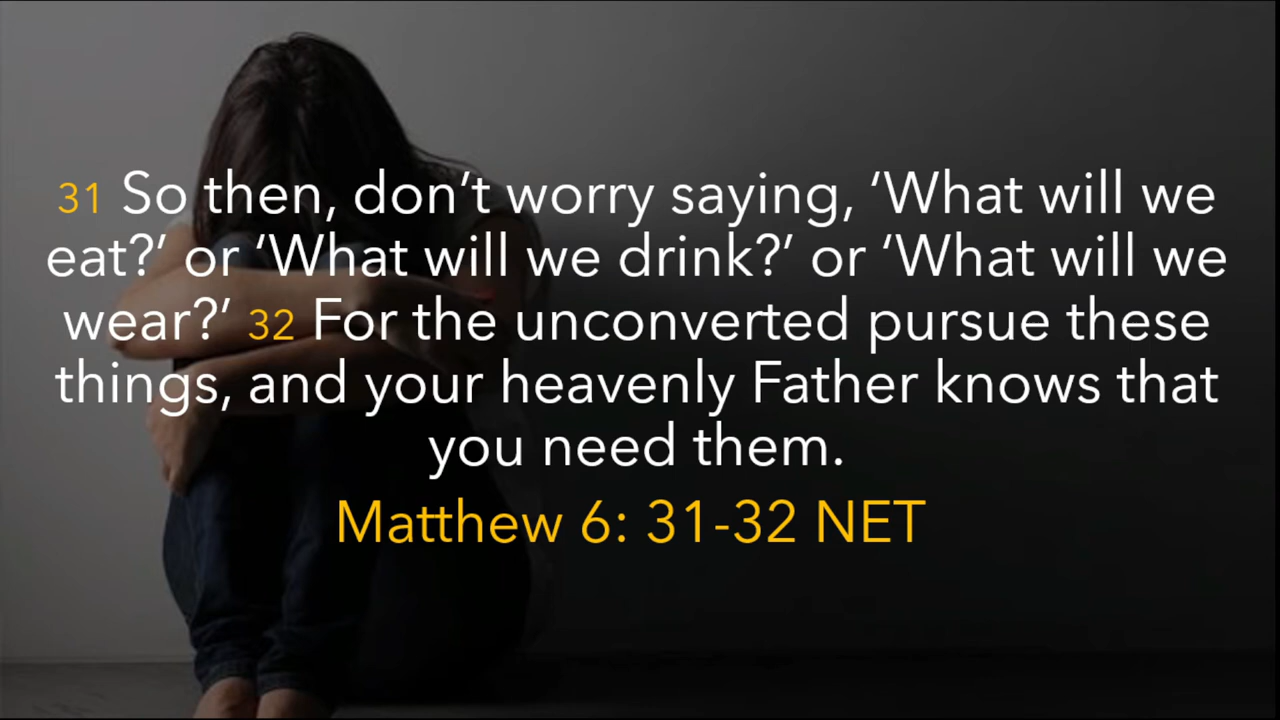 31 So then, don’t worry saying, ‘What will we
eat?’ or ‘What will we drink?’ or ‘What will we
wear?’ 32 For the unconverted pursue these
things, and your heavenly Father knows that
you need them.
Matthew 6: 31-32 NET